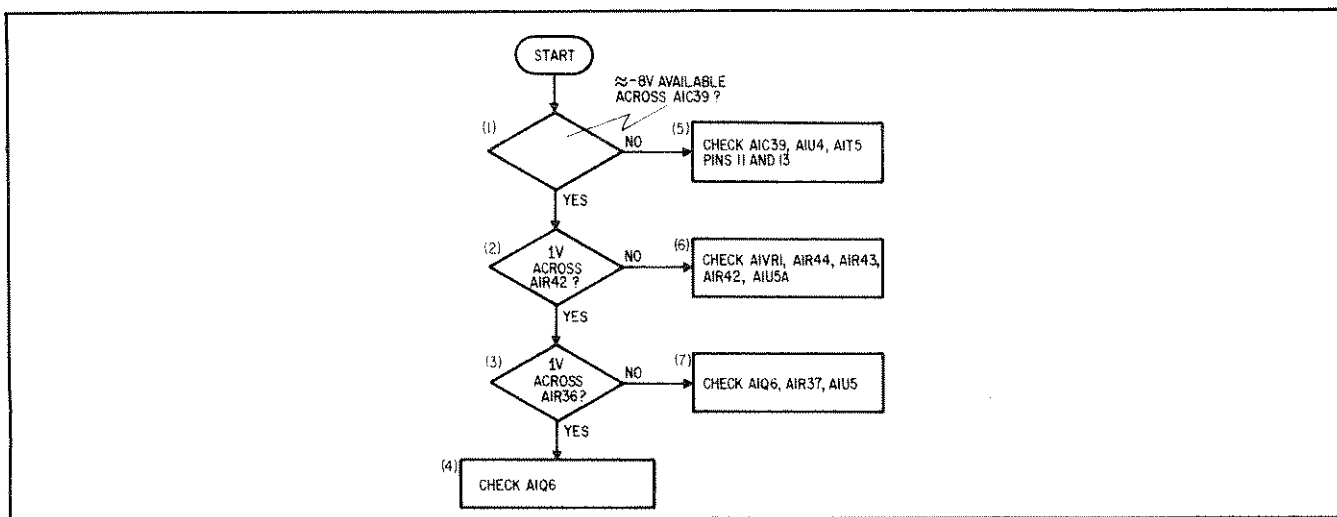 START
≈-8V AVAILABLE
ACROSS A1C39 ?
(1)
NO
(5)
CHECK A1C39, A1U4, A1T5
PINS 11 AND 13
YES
(2)
1V
ACROSS
A1R42 ?
NO
(6)
CHECK A1VR1, A1R44, A1R43,
A1R42, A1U5A
YES
(3)
1V
ACROSS
A1R36?
NO
(7)
CHECK A1Q6, A1R37, A1U5
YES
(4)
CHECK A1Q6